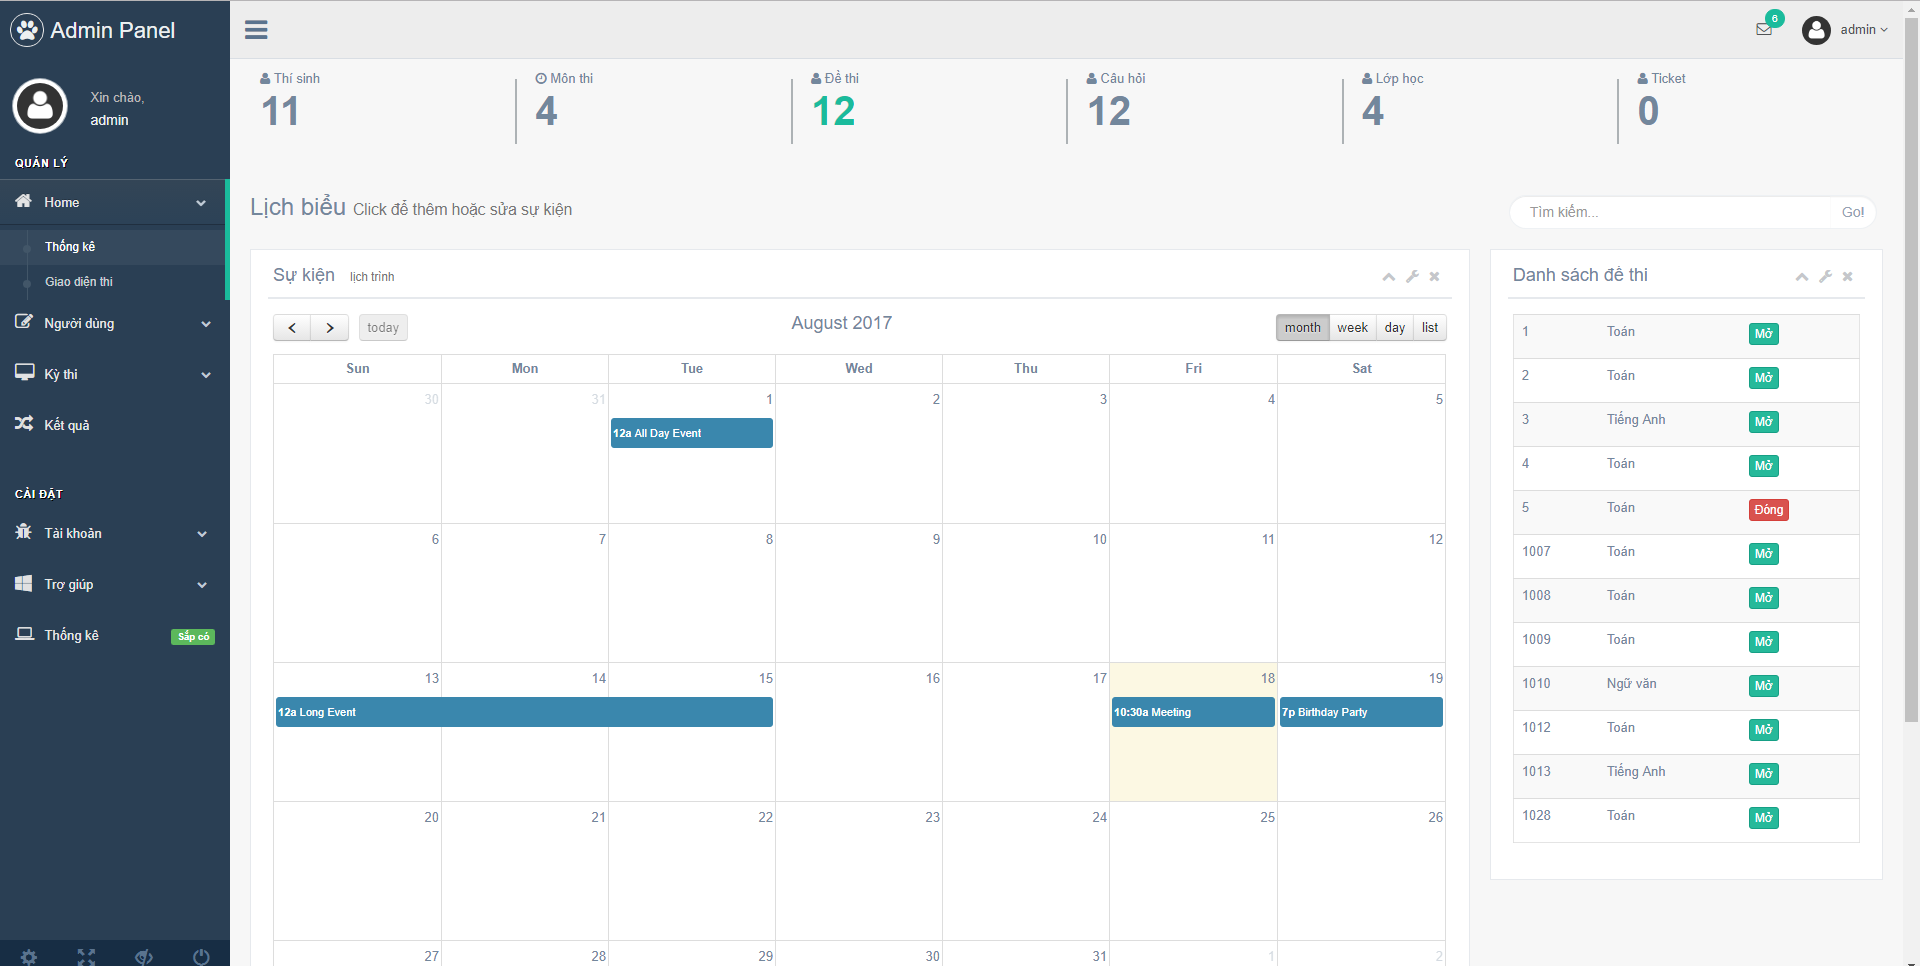 Admin Panel
6
admin
Xin chào,
admin
QUẢN LÝ
Home
Thống kê
Giao diện thi
Người dùng
Kỳ thi
Kết quả
CÀI ĐẶT
Tài khoản
Trợ giúp
Thống kê Sắp có
Thí sinh
11
Môn thi
4
Đề thi
12
Câu hỏi
12
Lớp học
4
Ticket
0
Lịch biểu Click để thêm hoặc sửa sự kiện
Tìm kiếm... Go!
Sự kiện lịch trình
today
August 2017
month week day list
Sun Mon Tue Wed Thu Fri Sat
30 31 1 2 3 4 5
12a All Day Event
6 7 8 9 10 11 12
13 14 15 16 17 18 19
12a Long Event 10:30a Meeting 7p Birthday Party
20 21 22 23 24 25 26
27 28 29 30 31 1 2
Danh sách đề thi
1 Toán Mở
2 Toán Mở
3 Tiếng Anh Mở
4 Toán Mở
5 Toán Đóng
1007 Toán Mở
1008 Toán Mở
1009 Toán Mở
1010 Ngữ văn Mở
1012 Toán Mở
1013 Tiếng Anh Mở
1028 Toán Mở